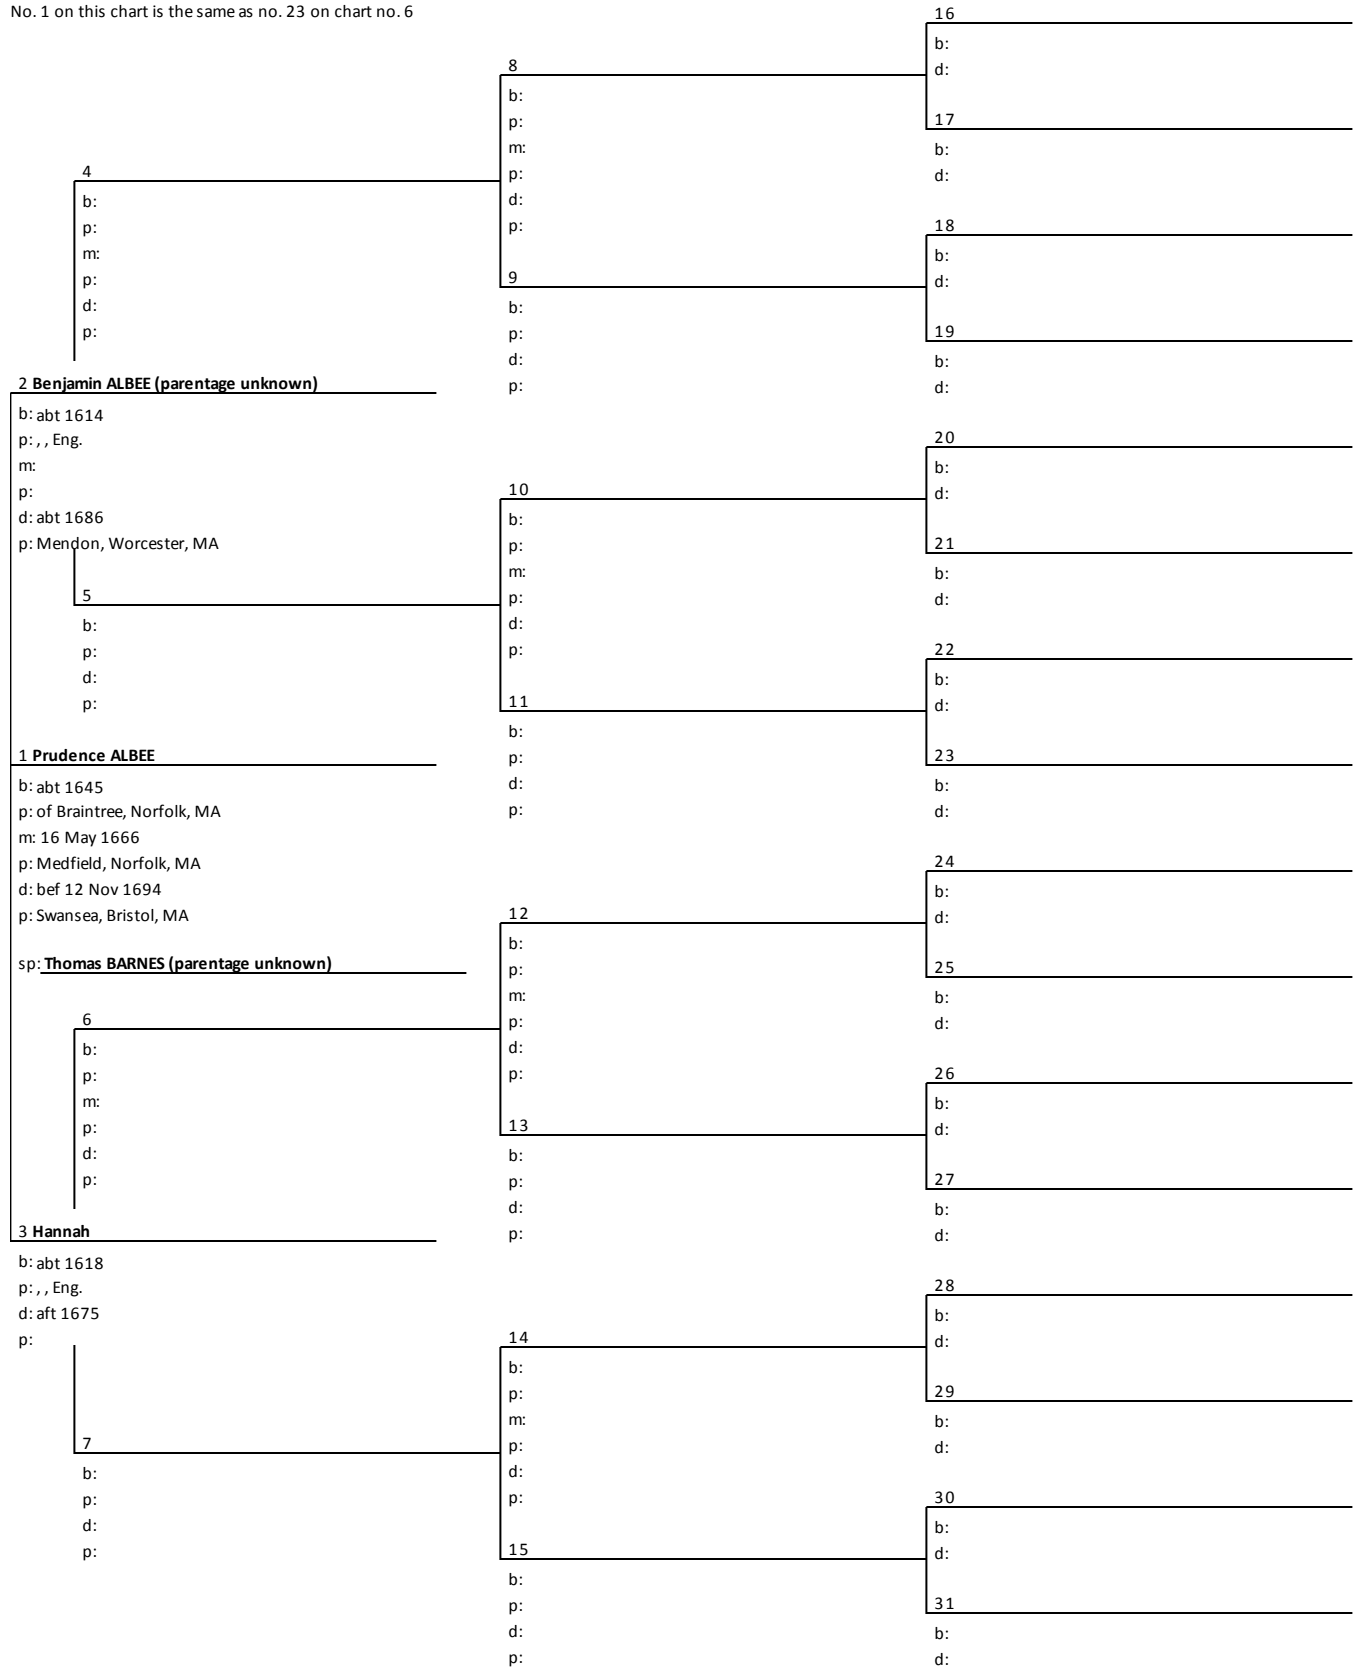 No. 1 on this chart is the same as no. 23 on chart no. 6
16
b:
d:
8
b:
p:
m:
p:
d:
p:
17
b:
d:
4
b:
p:
m:
p:
d:
p:
18
b:
d:
9
b:
p:
d:
p:
19
b:
d:
2 Benjamin ALBEE (parentage unknown)
b: abt 1614
p: , , Eng.
m:
p:
d: abt 1686
p: Mendon, Worcester, MA
20
b:
d:
10
b:
p:
m:
p:
d:
p:
21
b:
d:
5
b:
p:
d:
p:
22
b:
d:
11
b:
p:
d:
p:
23
b:
d:
1 Prudence ALBEE
b: abt 1645
p: of Braintree, Norfolk, MA
m: 16 May 1666
p: Medfield, Norfolk, MA
d: bef 12 Nov 1694
p: Swansea, Bristol, MA
sp: Thomas BARNES (parentage unknown)
24
b:
d:
12
b:
p:
m:
p:
d:
p:
25
b:
d:
6
b:
p:
m:
p:
d:
p:
26
b:
d:
13
b:
p:
d:
p:
27
b:
d:
3 Hannah
b: abt 1618
p: , , Eng.
d: aft 1675
p:
28
b:
d:
14
b:
p:
m:
p:
d:
p:
29
b:
d:
7
b:
p:
d:
p:
30
b:
d:
15
b:
p:
d:
p:
31
b:
d: